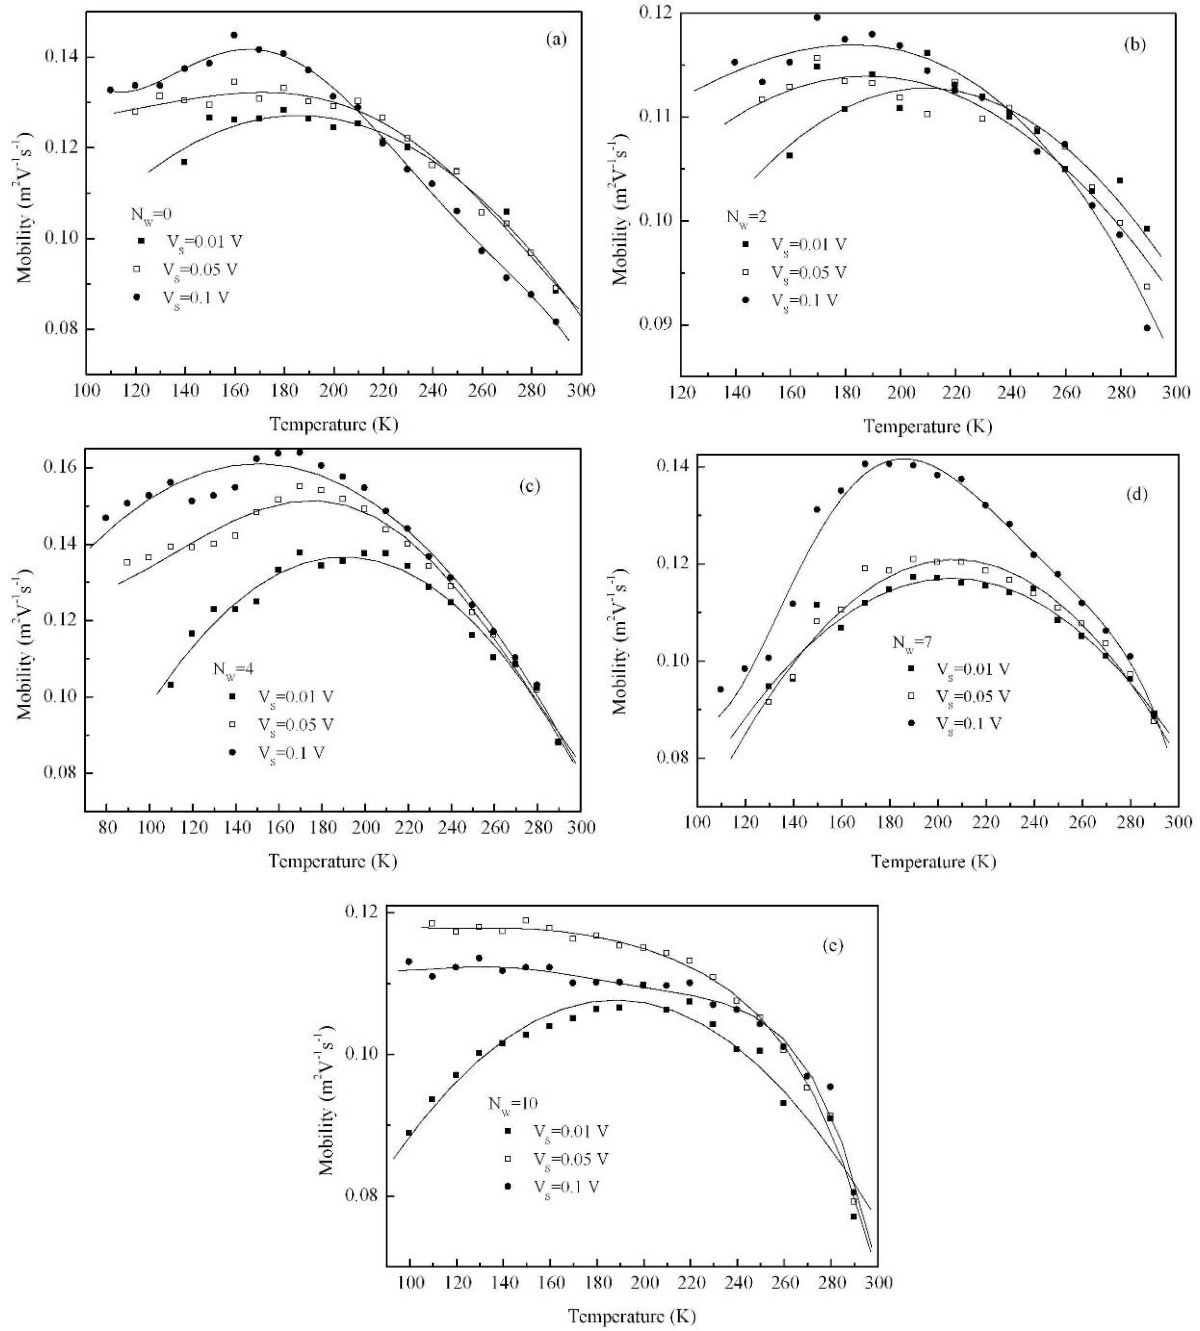 (a)
0.14
0.12
0.10
0.08
Mobility (m²V⁻¹s⁻¹)
N_W=0
V_s=0.01 V
V_s=0.05 V
V_s=0.1 V
100 120 140 160 180 200 220 240 260 280 300
Temperature (K)
(b)
0.12
0.11
0.10
0.09
Mobility (m²V⁻¹s⁻¹)
N_W=2
V_s=0.01 V
V_s=0.05 V
V_s=0.1 V
120 140 160 180 200 220 240 260 280 300
Temperature (K)
(c)
0.16
0.14
0.12
0.10
0.08
Mobility (m²V⁻¹s⁻¹)
N_W=4
V_s=0.01 V
V_s=0.05 V
V_s=0.1 V
80 100 120 140 160 180 200 220 240 260 280 300
Temperature (K)
(d)
0.14
0.12
0.10
0.08
Mobility (m²V⁻¹s⁻¹)
N_W=7
V_s=0.01 V
V_s=0.05 V
V_s=0.1 V
100 120 140 160 180 200 220 240 260 280 300
Temperature (K)
(e)
0.12
0.10
0.08
Mobility (m²V⁻¹s⁻¹)
N_W=10
V_s=0.01 V
V_s=0.05 V
V_s=0.1 V
100 120 140 160 180 200 220 240 260 280 300
Temperature (K)